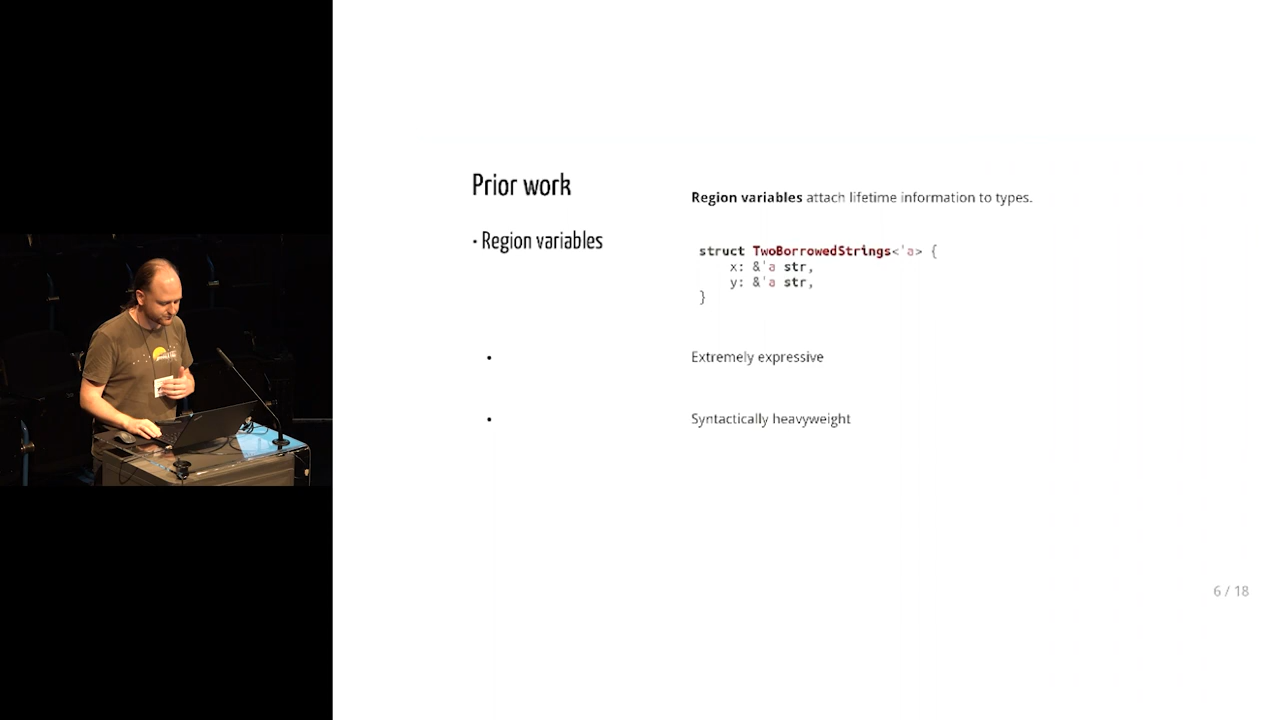 Prior work
· Region variables
Region variables attach lifetime information to types.
struct TwoBorrowedStrings<'a> {
    x: &'a str,
    y: &'a str,
}
• Extremely expressive
• Syntactically heavyweight
6 / 18